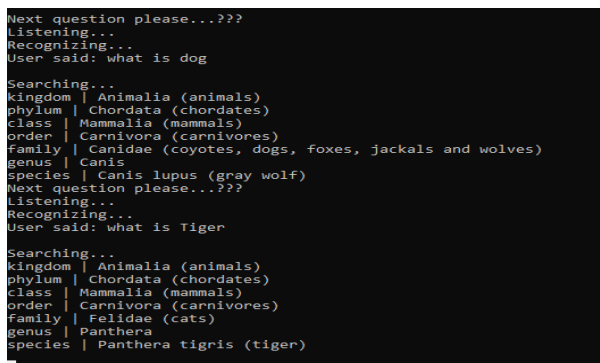 Next question please...???
Listening...
Recognizing...
User said: what is dog
Searching...
kingdom | Animalia (animals)
phylum | Chordata (chordates)
class | Mammalia (mammals)
order | Carnivora (carnivores)
family | Canidae (coyotes, dogs, foxes, jackals and wolves)
genus | Canis
species | Canis lupus (gray wolf)
Next question please...???
Listening...
Recognizing...
User said: what is Tiger
Searching...
kingdom | Animalia (animals)
phylum | Chordata (chordates)
class | Mammalia (mammals)
order | Carnivora (carnivores)
family | Felidae (cats)
genus | Panthera
species | Panthera tigris (tiger)